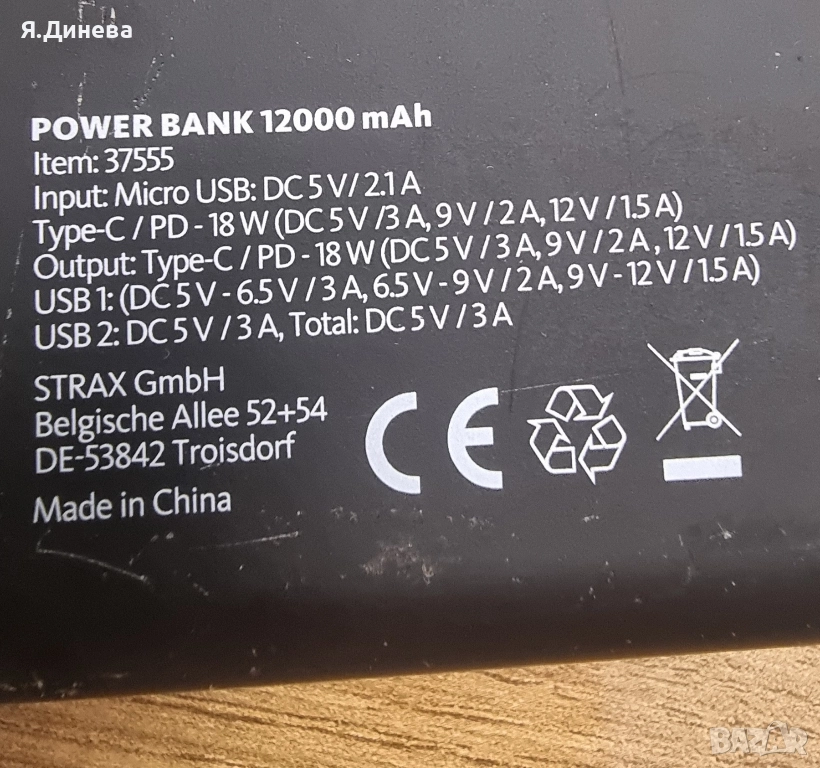 Я.Динева
POWER BANK 12000 mAh
Item: 37555
Input: Micro USB: DC 5 V / 2.1 A
Type-C / PD - 18 W (DC 5 V /3 A, 9 V / 2 A, 12 V / 1.5 A)
Output: Type-C / PD - 18 W (DC 5 V / 3 A, 9 V / 2 A , 12 V / 1.5 A)
USB 1: (DC 5 V - 6.5 V / 3 A, 6.5 V - 9 V / 2 A, 9 V - 12 V / 1.5 A)
USB 2: DC 5 V / 3 A, Total: DC 5 V / 3 A
STRAX GmbH
Belgische Allee 52+54
DE-53842 Troisdorf
Made in China
CE
BAZAR